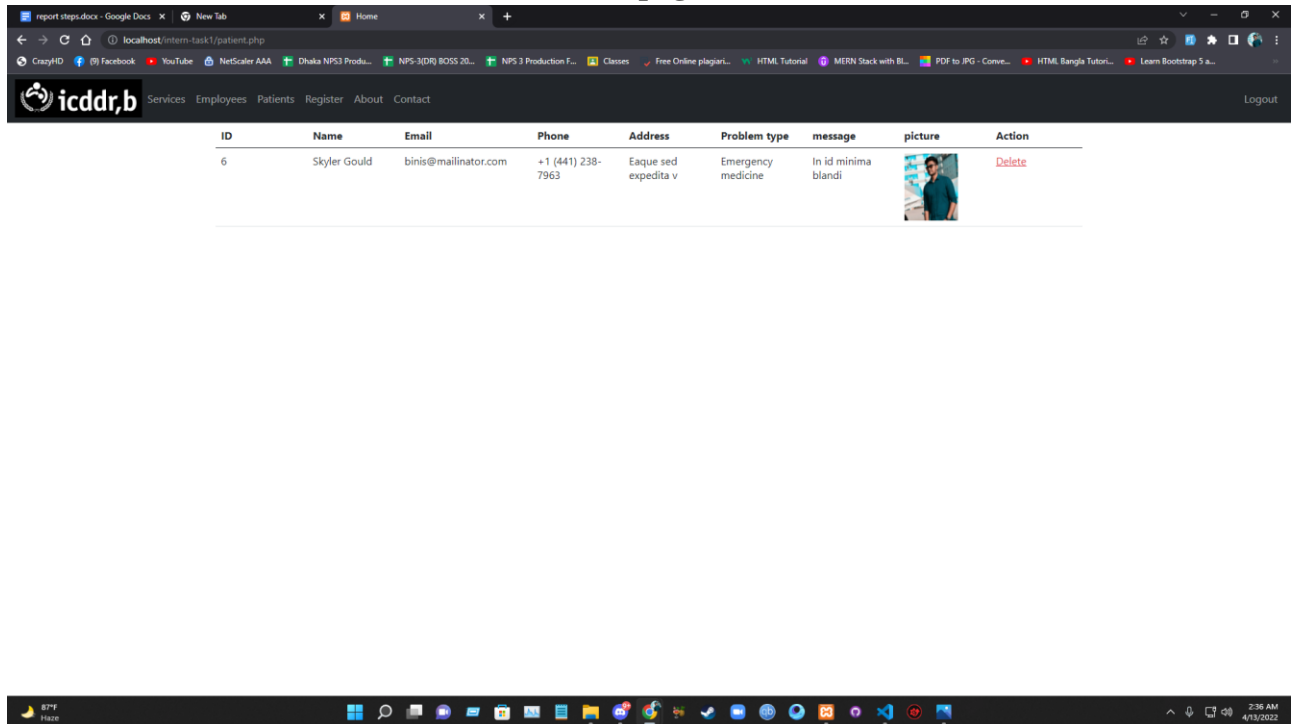 report steps.docx - Google Docs
New Tab
Home
localhost/intern-task1/patient.php
CrazyHD
(9) Facebook
YouTube
NetScaler AAA
Dhaka NPS3 Produ...
NPS-3(DR) BOSS 20...
NPS 3 Production F...
Classes
Free Online plagiari...
HTML Tutorial
MERN Stack with BI...
PDF to JPG - Conve...
HTML Bangla Tutori...
Learn Bootstrap 5 a...
icddr,b Services Employees Patients Register About Contact Logout
ID Name Email Phone Address Problem type message picture Action
6 Skyler Gould binis@mailinator.com +1 (441) 238- Eaque sed Emergency In id minima Delete
7963 expedita v medicine blandi
87°F
Haze
2:36 AM
4/13/2022